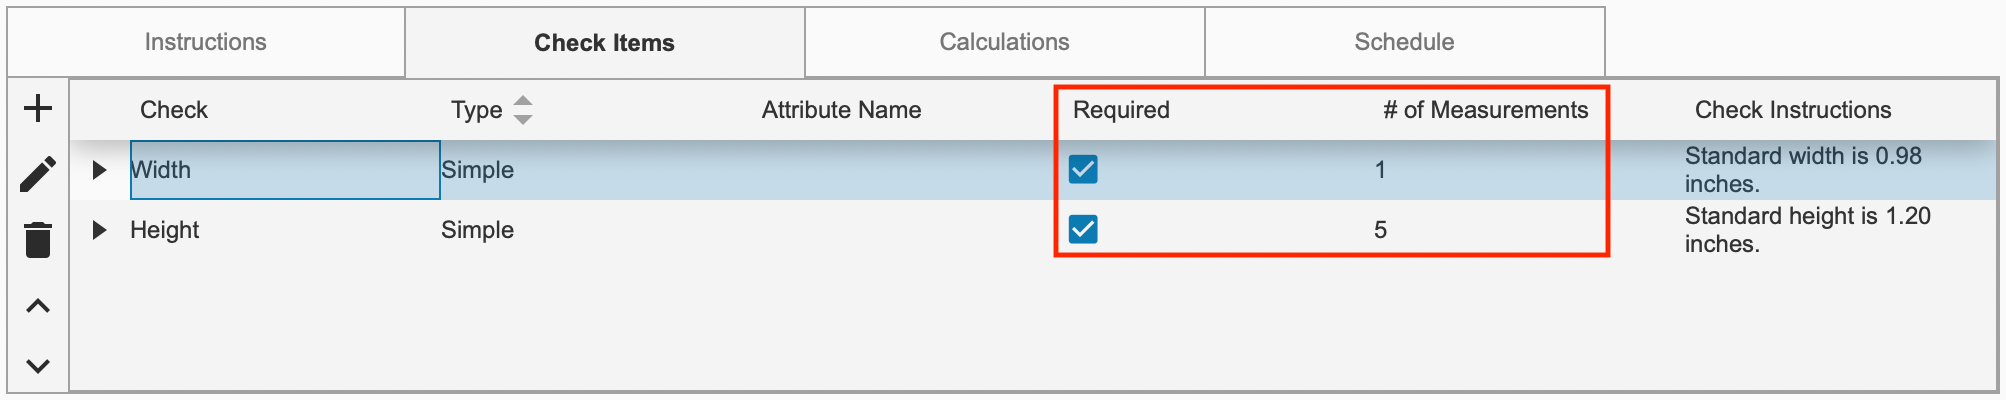 Instructions
Check Items
Calculations
Schedule
Check
Type
Attribute Name
Required
# of Measurements
Check Instructions
Width
Simple
1
Standard width is 0.98
inches.
Height
Simple
5
Standard height is 1.20
inches.